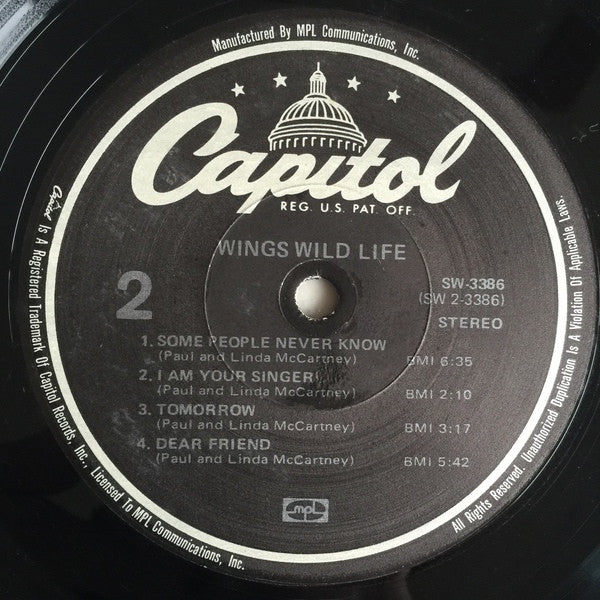 Manufactured By MPL Communications, Inc.
Capitol
REG. U.S. PAT. OFF.
WINGS WILD LIFE
2
SW-3386
(SW 2-3386)
STEREO
1. SOME PEOPLE NEVER KNOW
(Paul and Linda McCartney) BMI 6:35
2. I AM YOUR SINGER
(Paul and Linda McCartney) BMI 2:10
3. TOMORROW
(Paul and Linda McCartney) BMI 3:17
4. DEAR FRIEND
(Paul and Linda McCartney) BMI 5:42
mpl
Capitol Is A Registered Trademark Of Capitol Records, Inc., Licensed To MPL Communications, Inc.
All Rights Reserved. Unauthorized Duplication Is A Violation Of Applicable Laws.